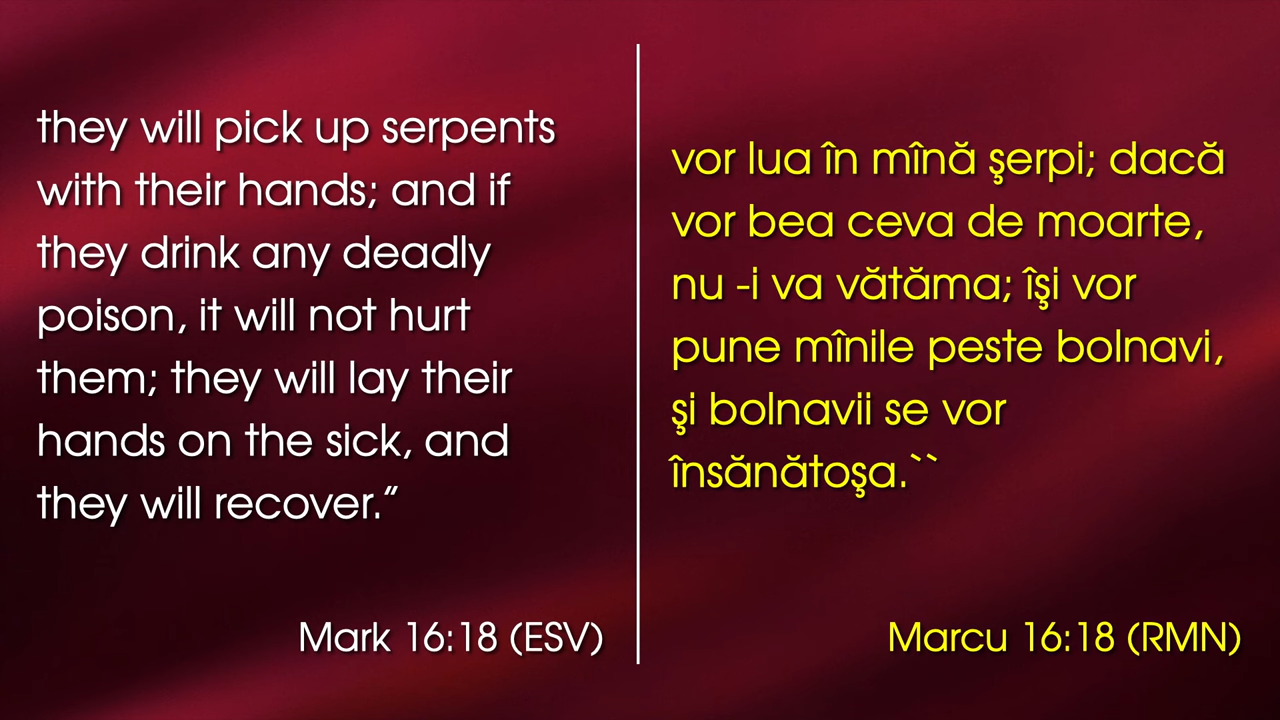 they will pick up serpents
with their hands; and if
they drink any deadly
poison, it will not hurt
them; they will lay their
hands on the sick, and
they will recover.”
Mark 16:18 (ESV)
vor lua în mînă şerpi; dacă
vor bea ceva de moarte,
nu -i va vătăma; îşi vor
pune mînile peste bolnavi,
şi bolnavii se vor
însănătoşa.``
Marcu 16:18 (RMN)